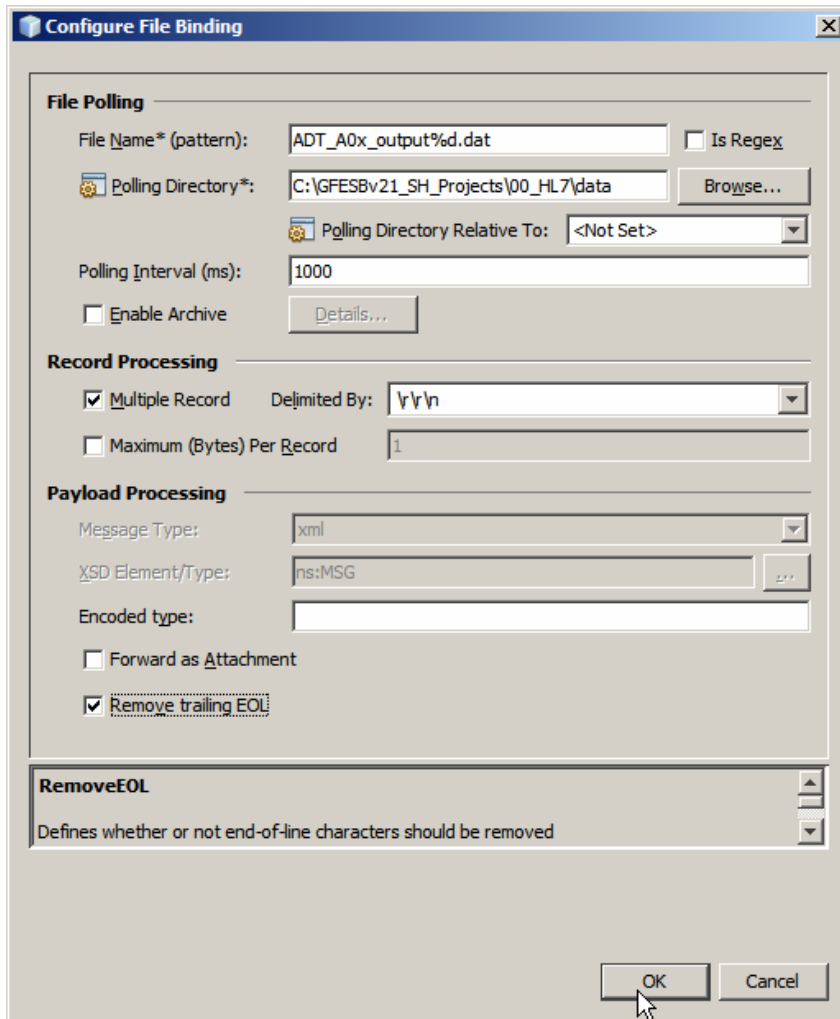 Configure File Binding
File Polling
File Name* (pattern): ADT_A0x_output%d.dat Is Regex
Polling Directory*: C:\GFESBv21_SH_Projects\00_HL7\data Browse...
Polling Directory Relative To: <Not Set>
Polling Interval (ms): 1000
Enable Archive Details...
Record Processing
Multiple Record Delimited By: \r\r\n
Maximum (Bytes) Per Record 1
Payload Processing
Message Type: xml
XSD Element/Type: ns:MSG ...
Encoded type:
Forward as Attachment
Remove trailing EOL
RemoveEOL
Defines whether or not end-of-line characters should be removed
OK Cancel